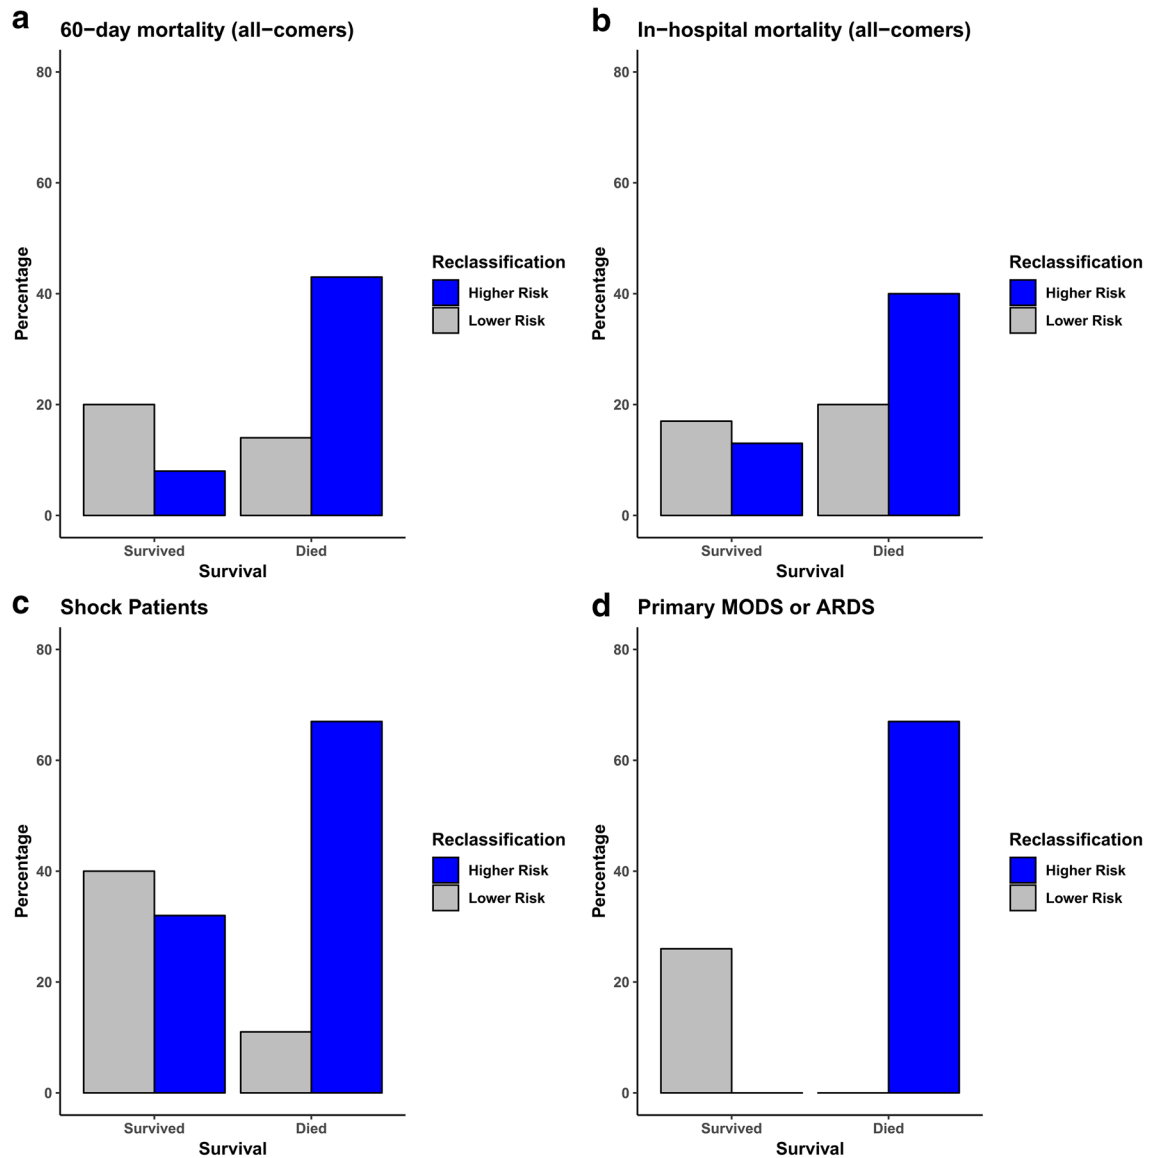 a
60−day mortality (all−comers)
80
60
40
20
0
Percentage
Survived
Died
Survival
Reclassification
Higher Risk
Lower Risk
b
In−hospital mortality (all−comers)
80
60
40
20
0
Percentage
Survived
Died
Survival
Reclassification
Higher Risk
Lower Risk
c
Shock Patients
80
60
40
20
0
Percentage
Survived
Died
Survival
Reclassification
Higher Risk
Lower Risk
d
Primary MODS or ARDS
80
60
40
20
0
Percentage
Survived
Died
Survival
Reclassification
Higher Risk
Lower Risk